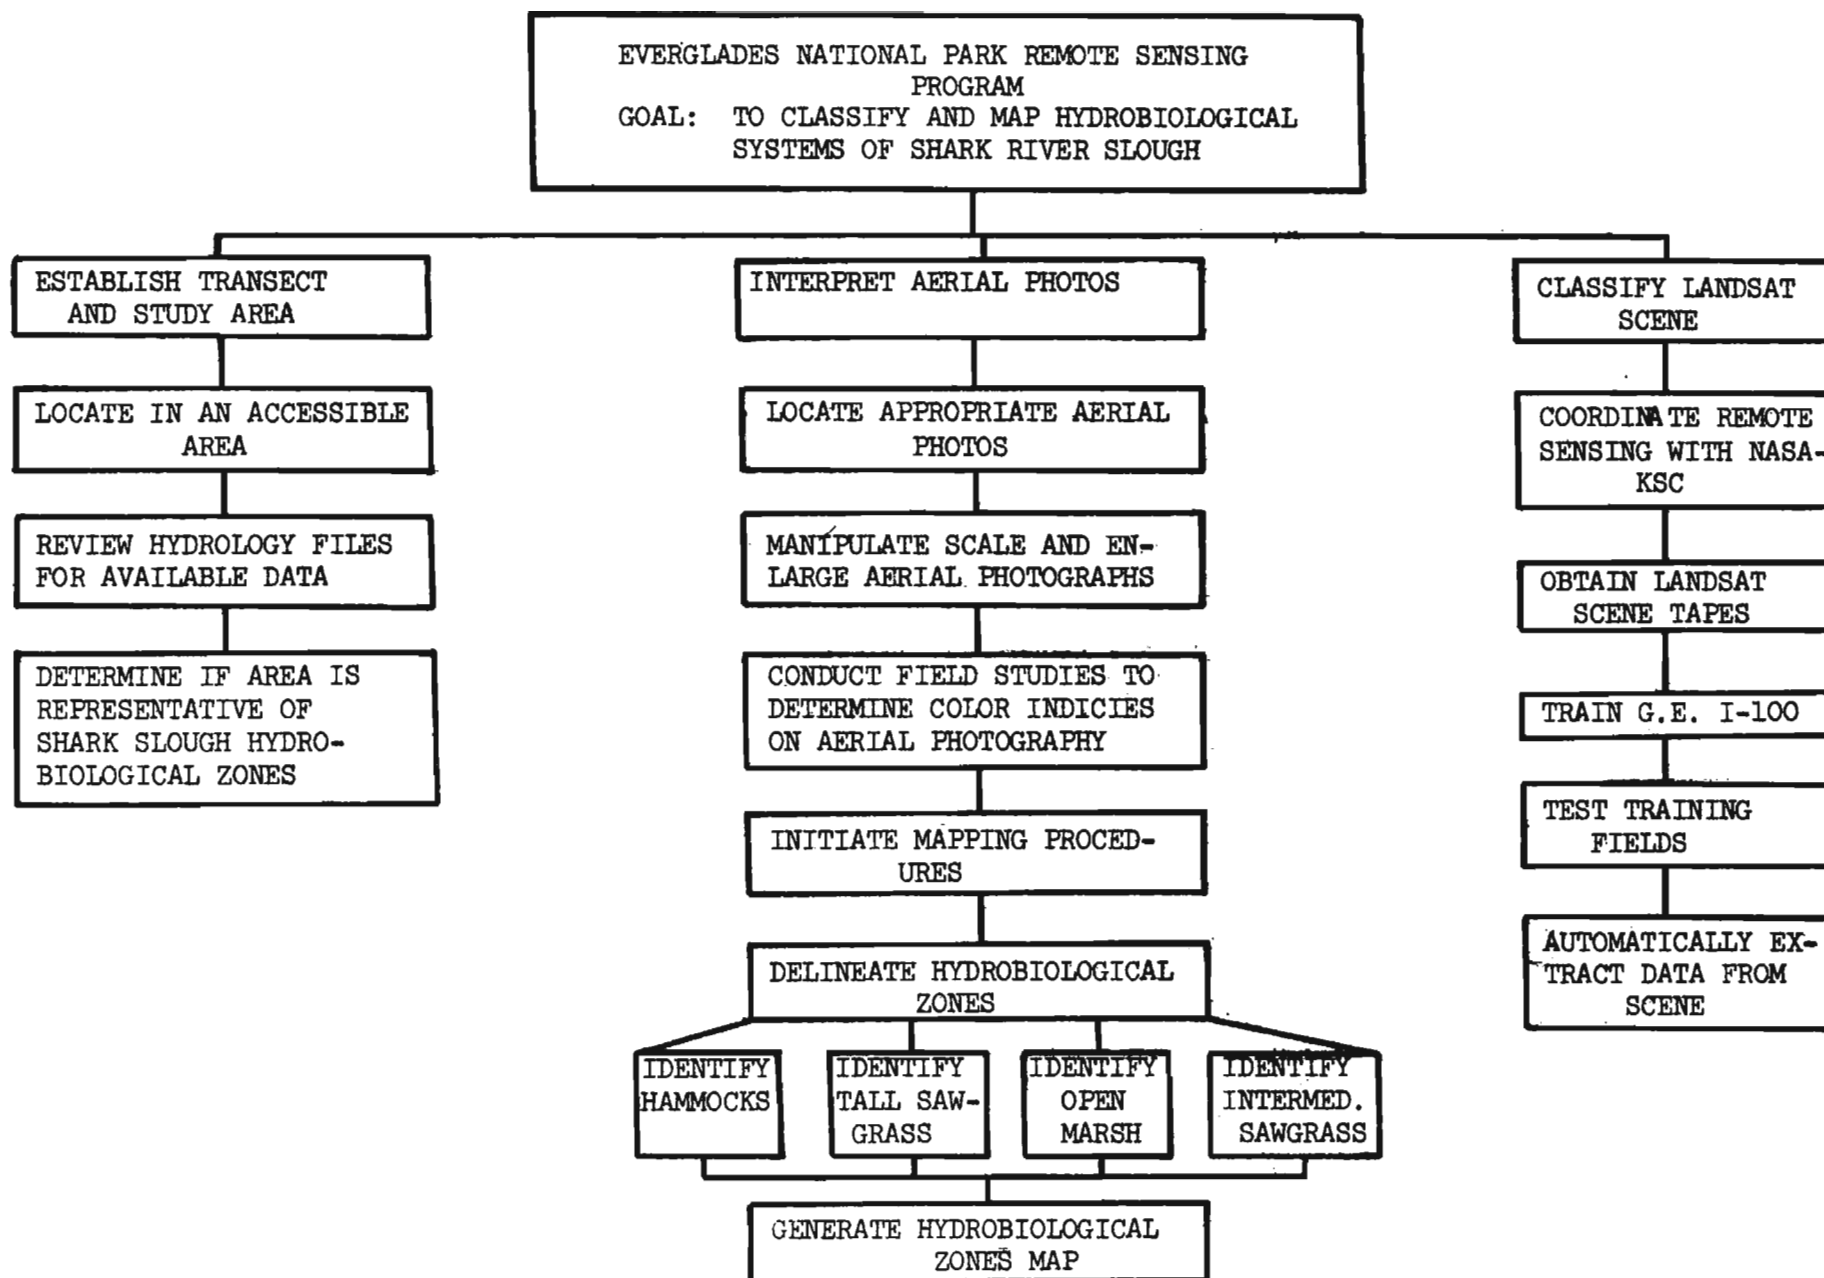 EVERGLADES NATIONAL PARK REMOTE SENSING
PROGRAM
GOAL: TO CLASSIFY AND MAP HYDROBIOLOGICAL
SYSTEMS OF SHARK RIVER SLOUGH
ESTABLISH TRANSECT
AND STUDY AREA
LOCATE IN AN ACCESSIBLE
AREA
REVIEW HYDROLOGY FILES
FOR AVAILABLE DATA
DETERMINE IF AREA IS
REPRESENTATIVE OF
SHARK SLOUGH HYDRO-
BIOLOGICAL ZONES
INTERPRET AERIAL PHOTOS
LOCATE APPROPRIATE AERIAL
PHOTOS
MANIPULATE SCALE AND EN-
LARGE AERIAL PHOTOGRAPHS
CONDUCT FIELD STUDIES TO
DETERMINE COLOR INDICIES
ON AERIAL PHOTOGRAPHY
INITIATE MAPPING PROCED-
URES
DELINEATE HYDROBIOLOGICAL
ZONES
IDENTIFY
HAMMOCKS
IDENTIFY
TALL SAW-
GRASS
IDENTIFY
OPEN
MARSH
IDENTIFY
INTERMED.
SAWGRASS
GENERATE HYDROBIOLOGICAL
ZONES MAP
CLASSIFY LANDSAT
SCENE
COORDINATE REMOTE
SENSING WITH NASA-
KSC
OBTAIN LANDSAT
SCENE TAPES
TRAIN G.E. I-100
TEST TRAINING
FIELDS
AUTOMATICALLY EX-
TRACT DATA FROM
SCENE